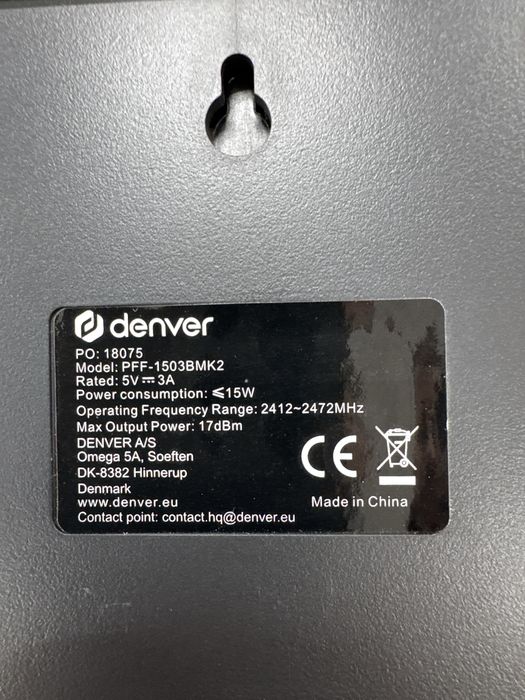 denver
PO: 18075
Model: PFF-1503BMK2
Rated: 5V⎓3A
Power consumption: ⩽15W
Operating Frequency Range: 2412~2472MHz
Max Output Power: 17dBm
DENVER A/S
Omega 5A, Soeften
DK-8382 Hinnerup
Denmark
www.denver.eu
Contact point: contact.hq@denver.eu
CE
Made in China